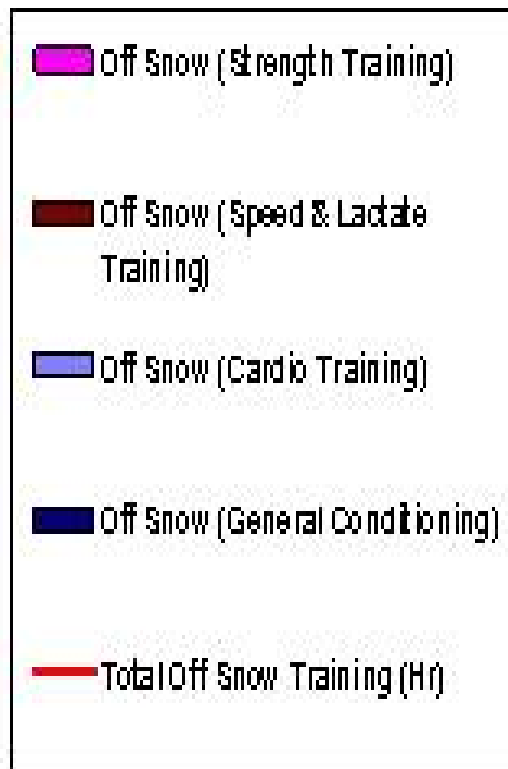 Off Snow (Strength Training)
Off Snow (Speed & Lactate
Training)
Off Snow (Cardio Training)
Off Snow (General Conditioning)
Total Off Snow Training (Hr)